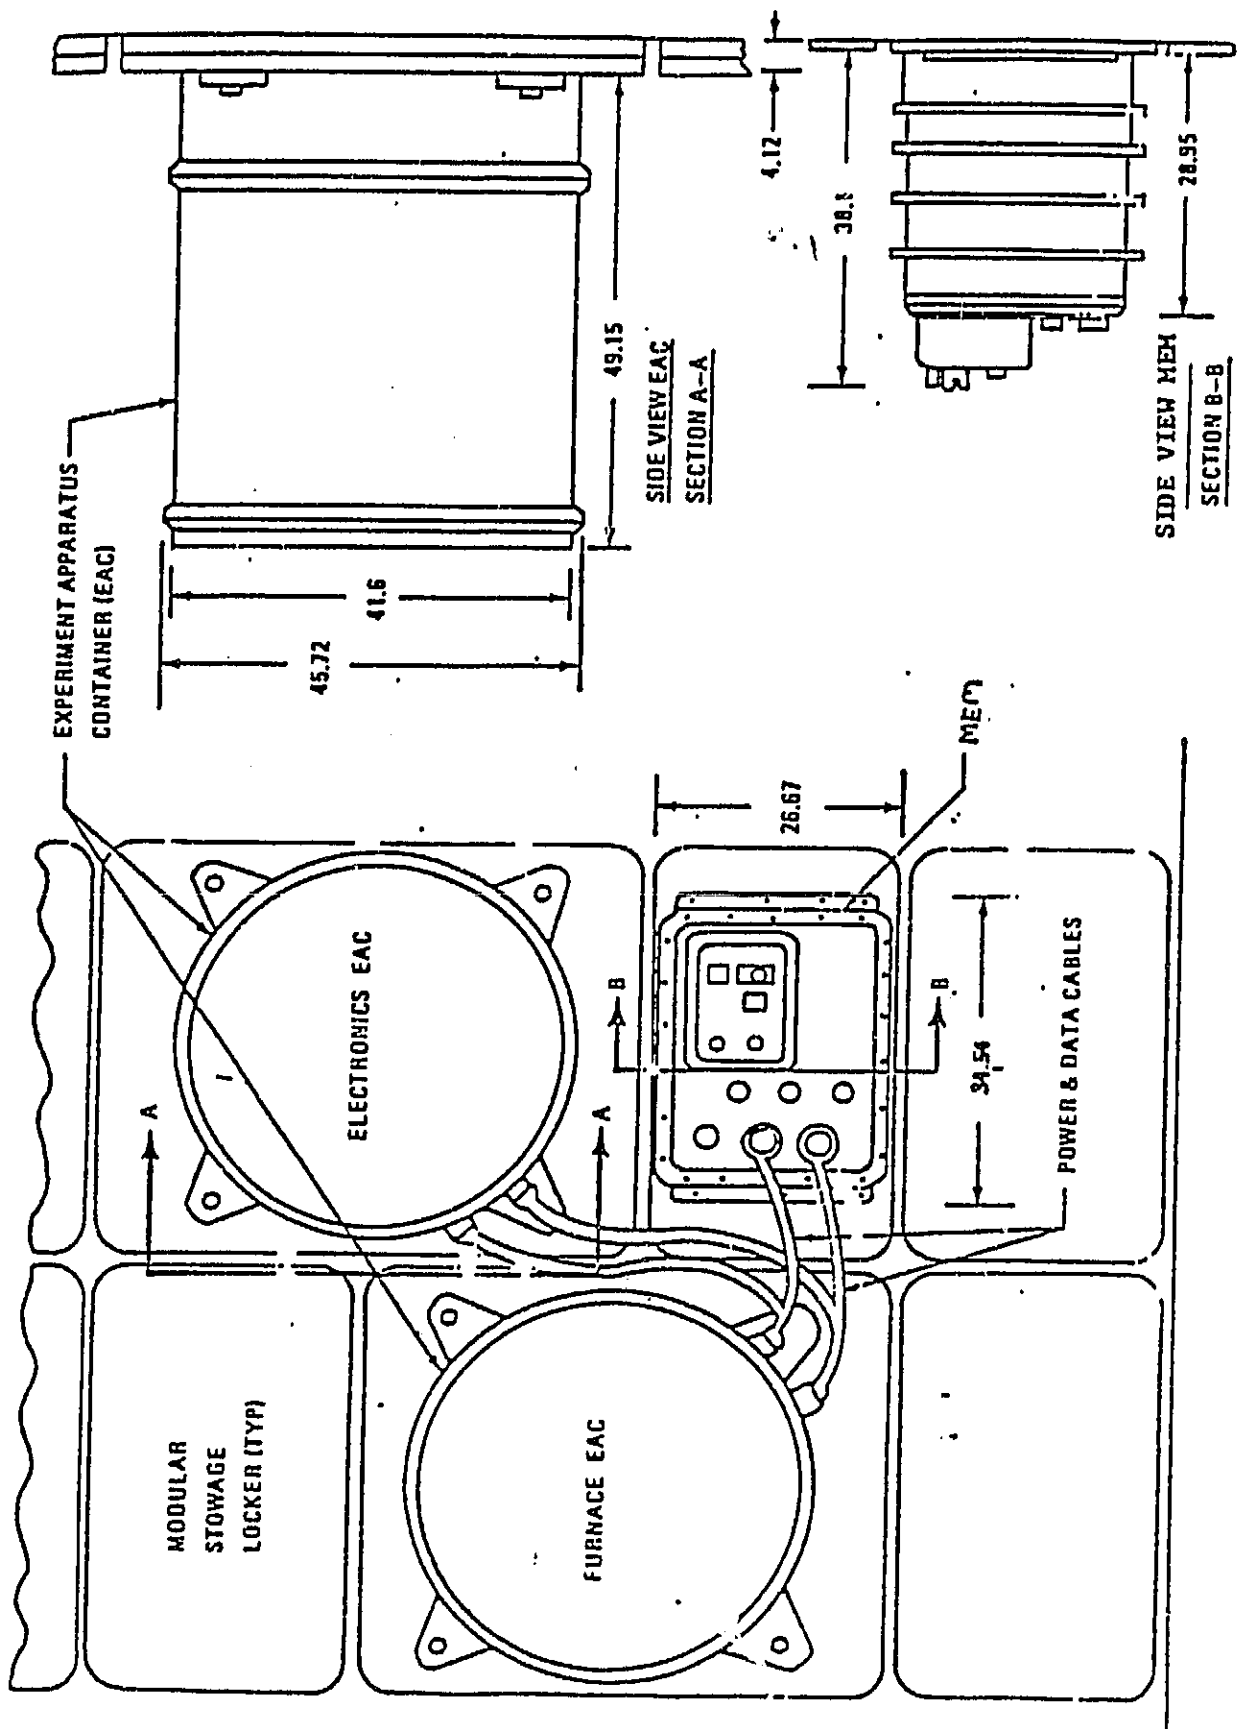 EXPERIMENT APPARATUS
CONTAINER (EAC)
45.72
41.6
49.15
SIDE VIEW EAC
SECTION A-A
4.12
28.95
SIDE VIEW MEM
SECTION B-B
MODULAR
STOWAGE
LOCKER (TYP)
A
A
ELECTRONICS EAC
FURNACE EAC
B
B
26.67
MEM
34.54
POWER & DATA CABLES